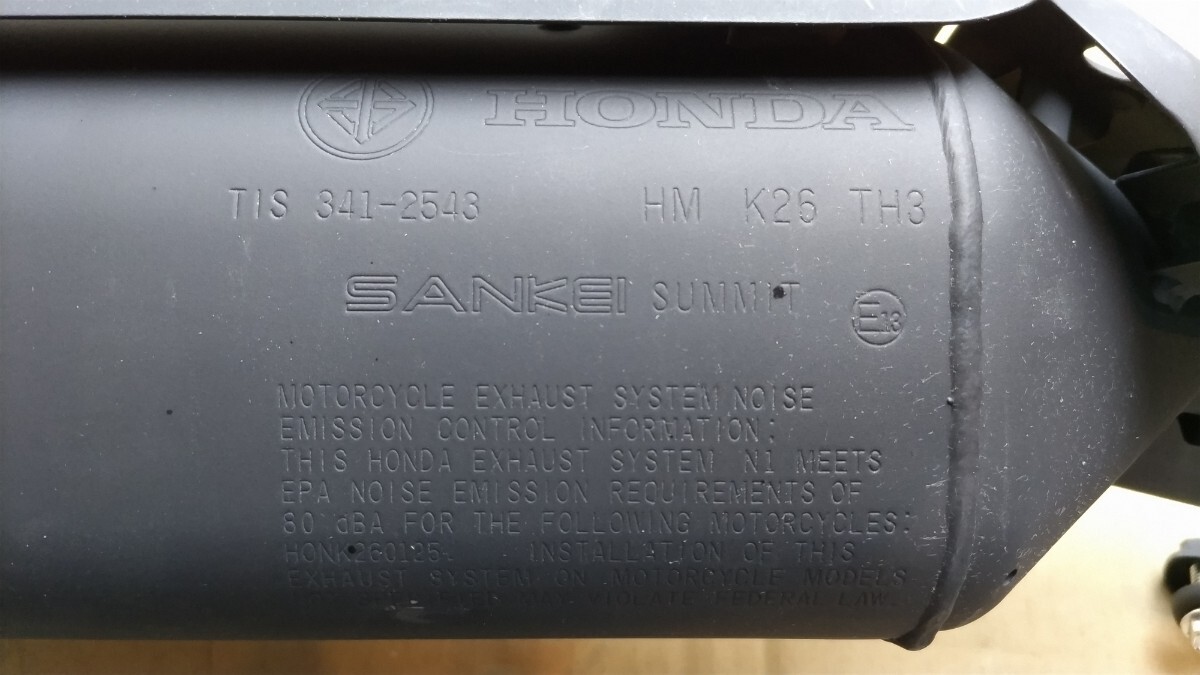 HONDA
TIS 341-2543 HM K26 TH3
SANKEI SUMMIT E13
MOTORCYCLE EXHAUST SYSTEM NOISE
EMISSION CONTROL INFORMATION:
THIS HONDA EXHAUST SYSTEM N1 MEETS
EPA NOISE EMISSION REQUIREMENTS OF
80 dBA FOR THE FOLLOWING MOTORCYCLES:
HONK260125. INSTALLATION OF THIS
EXHAUST SYSTEM ON MOTORCYCLE MODELS
MAY VIOLATE FEDERAL LAW.